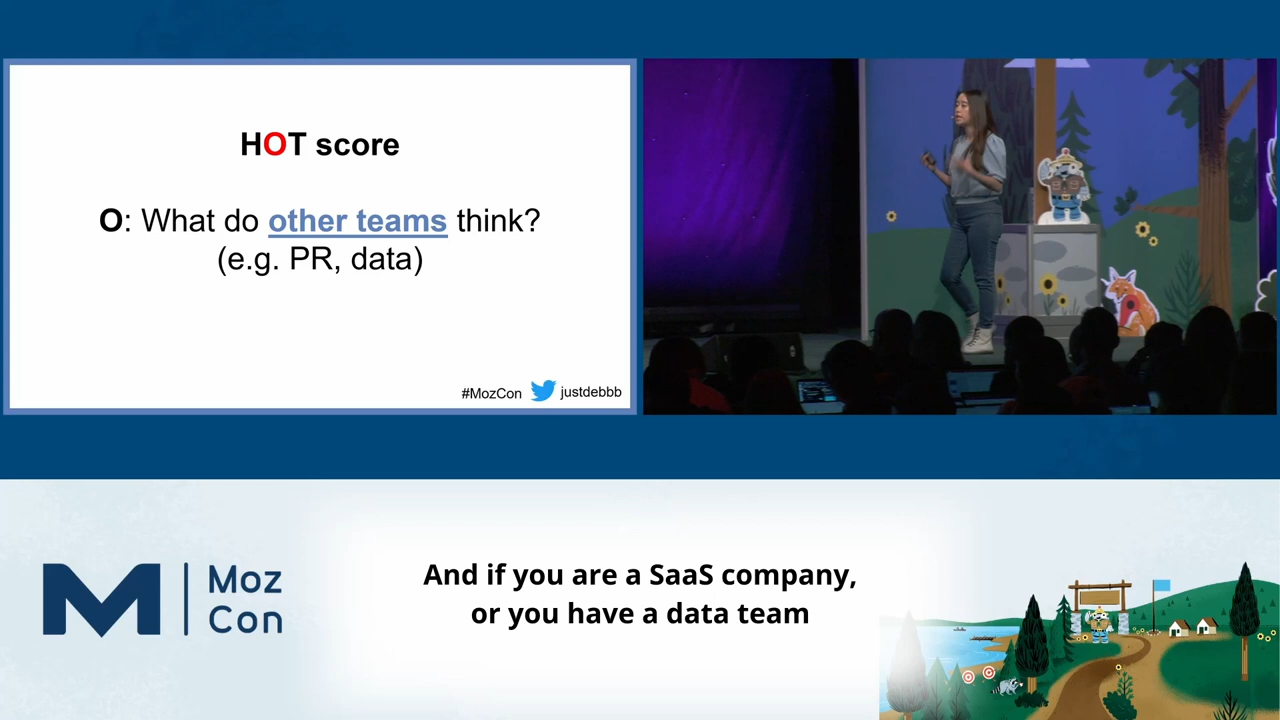 HOT score
O: What do other teams think?
(e.g. PR, data)
#MozCon justdebbb
Moz
Con
And if you are a SaaS company,
or you have a data team